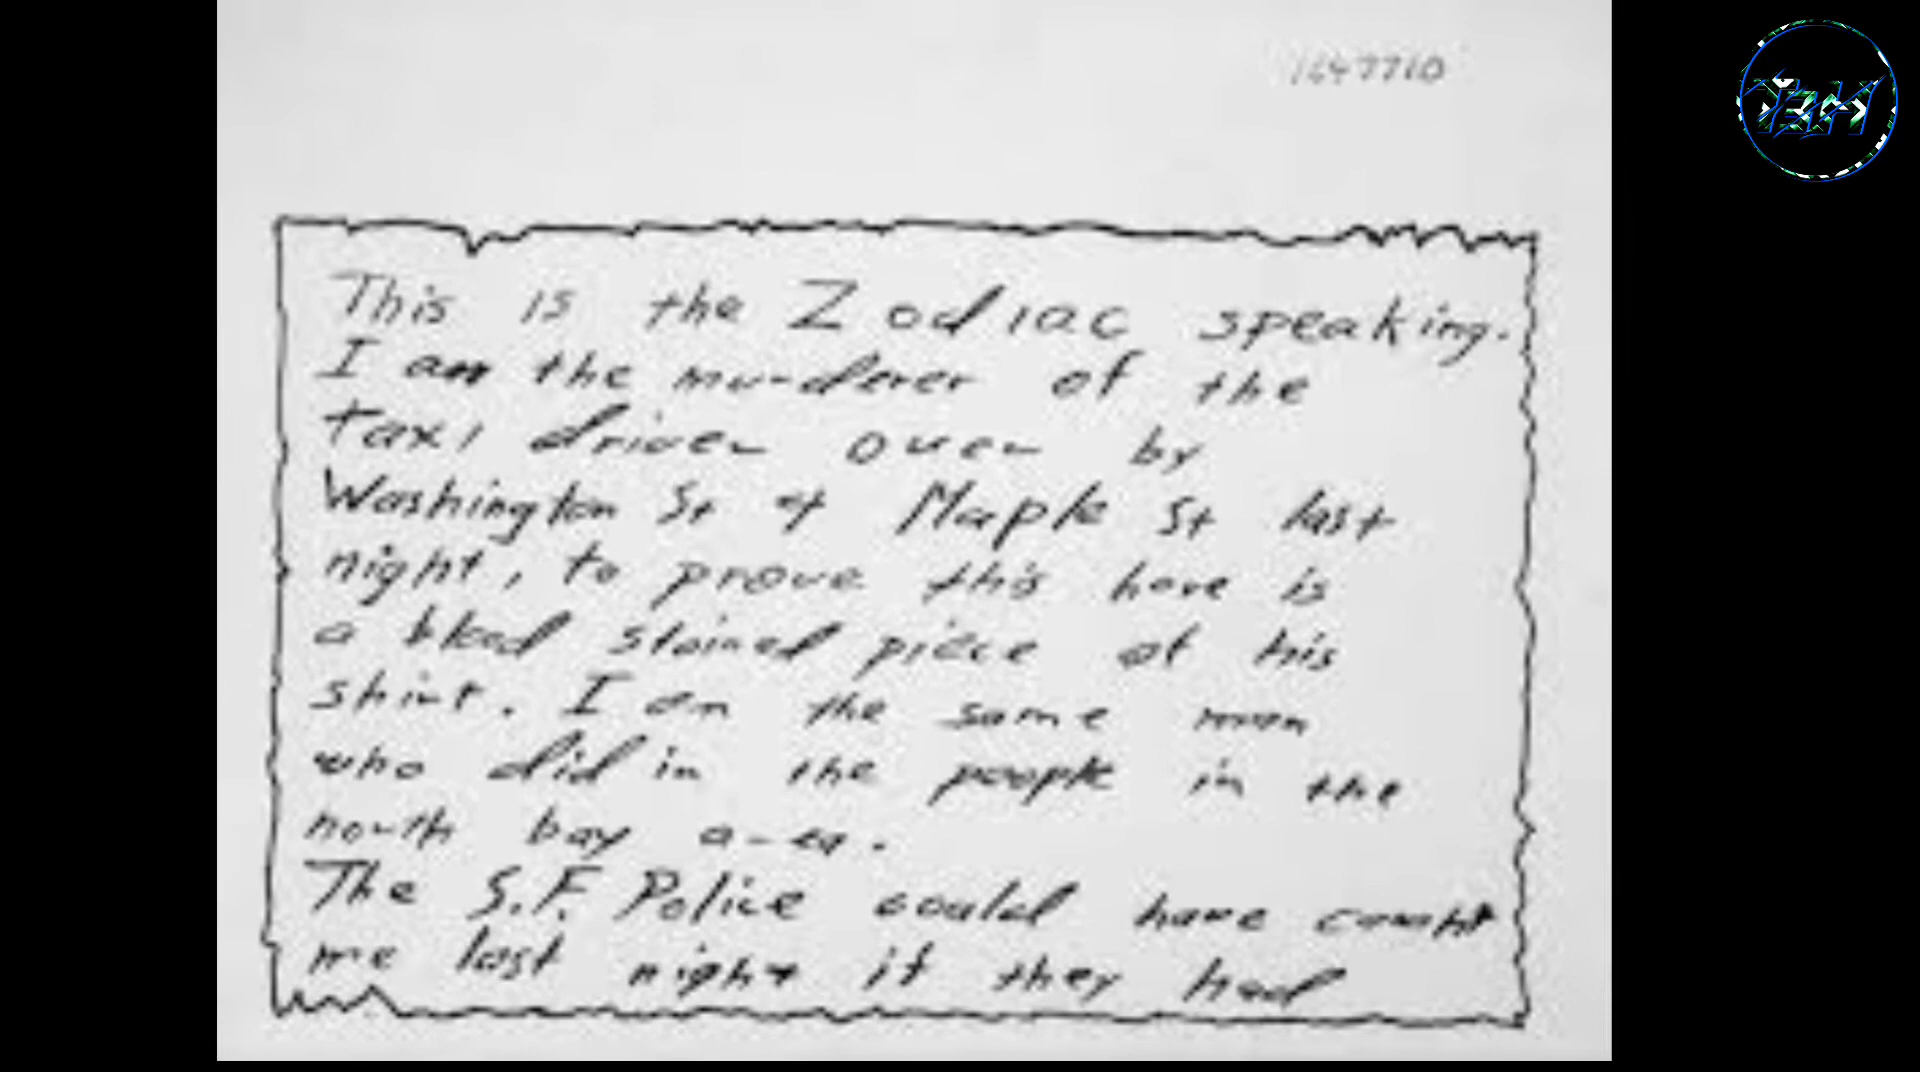 1647710
This is the Zodiac speaking.
I am the murderer of the
taxi driver over by
Washington St & Maple St last
night, to prove this here is
a blood stained piece of his
shirt. I am the same man
who did in the people in the
north bay area.
The S.F. Police could have caught
me last night if they had